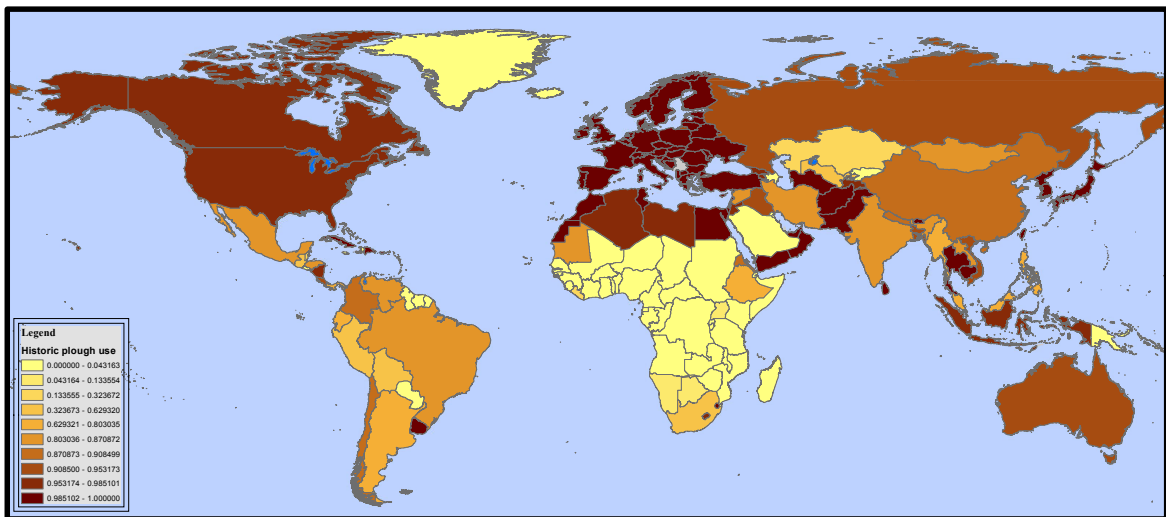 Legend
Historic plough use
0.000000 - 0.043163
0.043164 - 0.133554
0.133555 - 0.323672
0.323673 - 0.629320
0.629321 - 0.803035
0.803036 - 0.870872
0.870873 - 0.908499
0.908500 - 0.953173
0.953174 - 0.985101
0.985102 - 1.000000